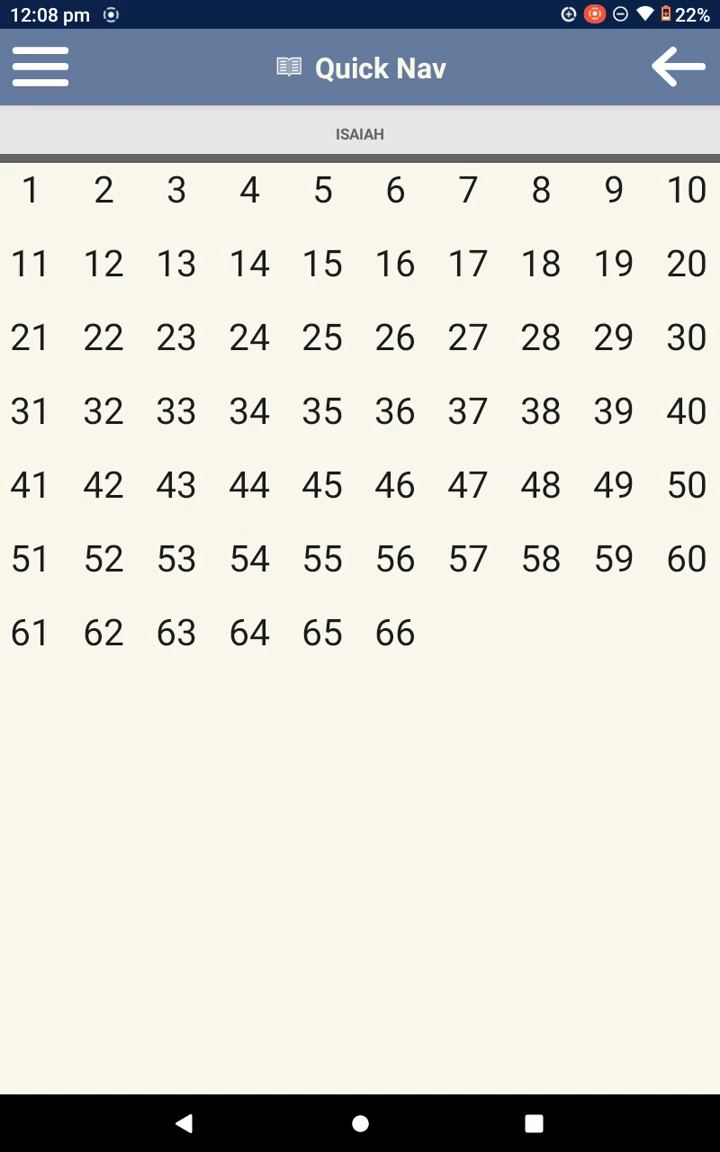 12:08 pm 22%
Quick Nav
ISAIAH
1 2 3 4 5 6 7 8 9 10
11 12 13 14 15 16 17 18 19 20
21 22 23 24 25 26 27 28 29 30
31 32 33 34 35 36 37 38 39 40
41 42 43 44 45 46 47 48 49 50
51 52 53 54 55 56 57 58 59 60
61 62 63 64 65 66